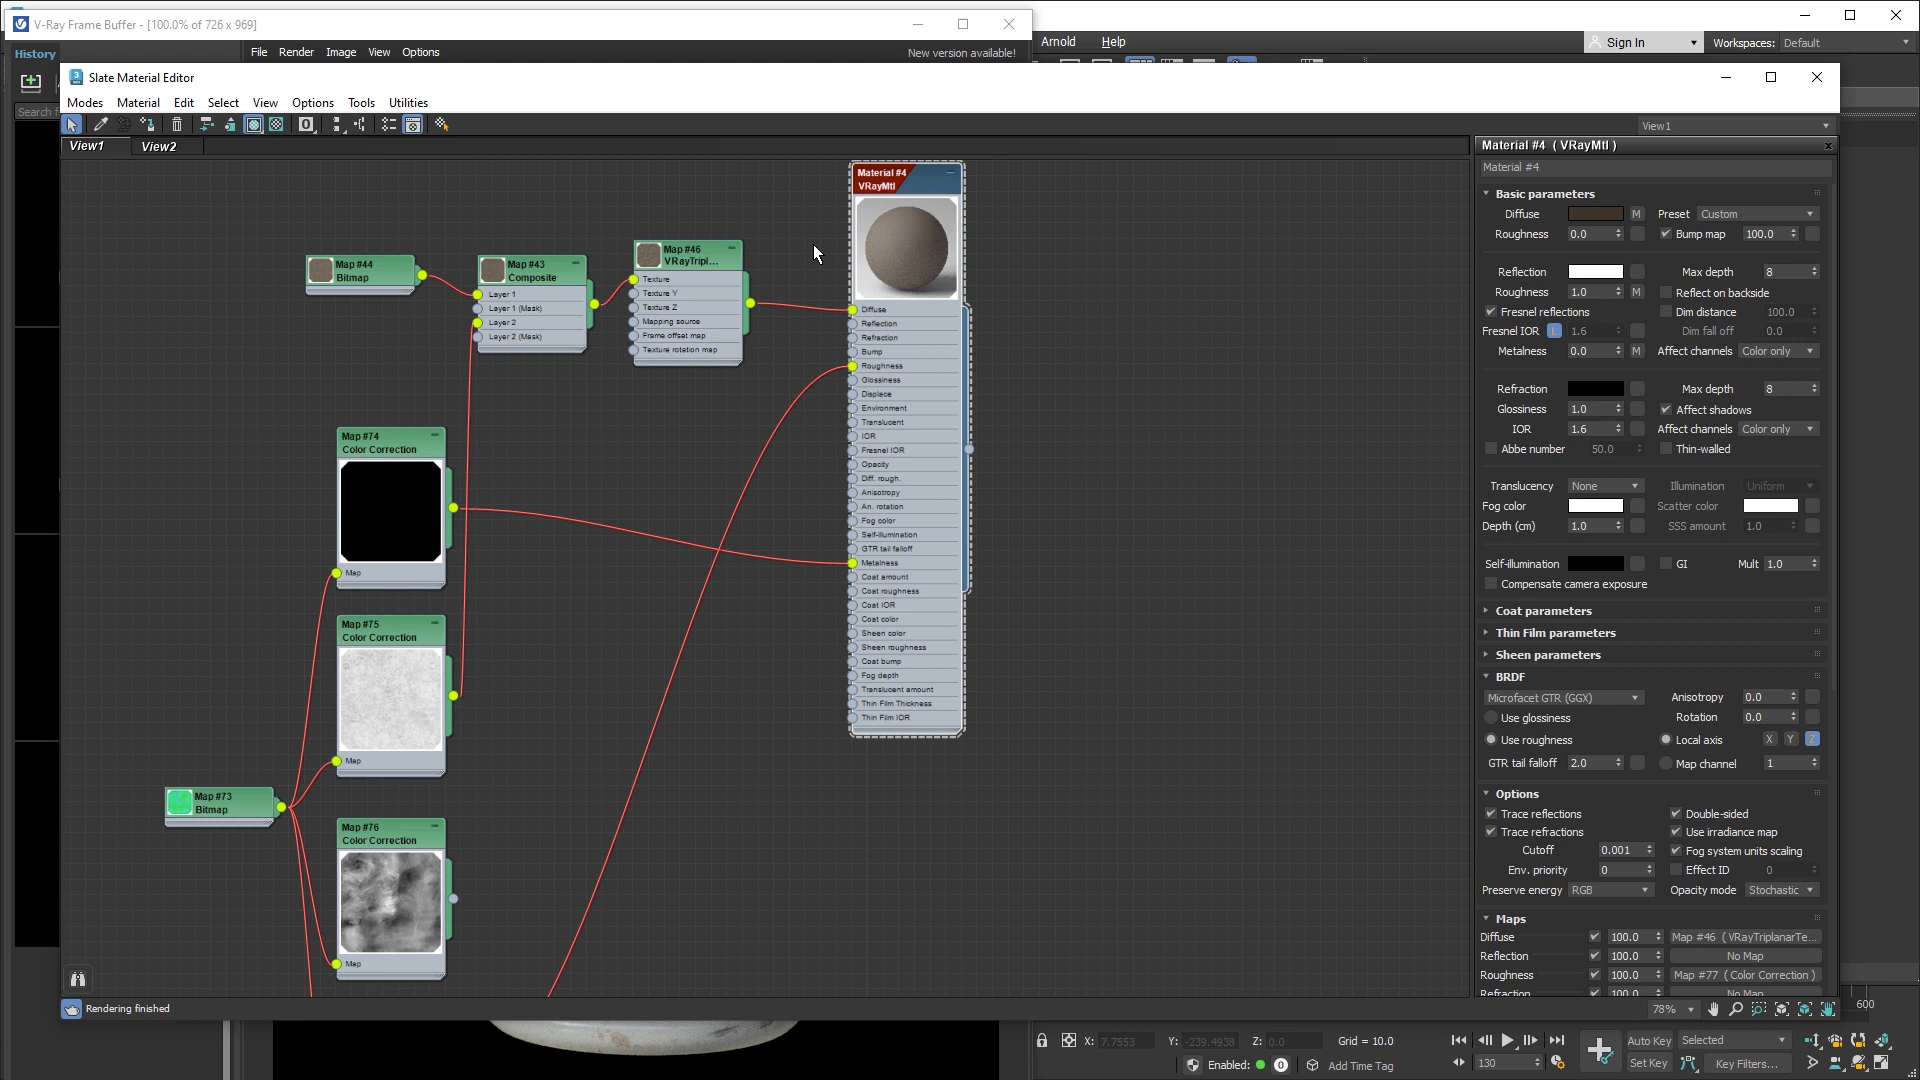 V-Ray Frame Buffer - [100.0% of 726 x 969]
History
File Render Image View Options
New version available!
Arnold Help
Sign In
Workspaces: Default
Slate Material Editor
Search f
Modes Material Edit Select View Options Tools Utilities
View1
View1 View2
Material #4 ( VRayMtl )
Material #4
Basic parameters
Diffuse M Preset Custom
Roughness 0.0 Bump map 100.0
Reflection Max depth 8
Roughness 1.0 M Reflect on backside
Fresnel reflections Dim distance 100.0
Fresnel IOR L 1.6 Dim fall off 0.0
Metalness 0.0 M Affect channels Color only
Refraction Max depth 8
Glossiness 1.0 Affect shadows
IOR 1.6 Affect channels Color only
Abbe number 50.0 Thin-walled
Translucency None Illumination Uniform
Fog color Scatter color
Depth (cm) 1.0 SSS amount 1.0
Self-illumination GI Mult 1.0
Compensate camera exposure
Coat parameters
Thin Film parameters
Sheen parameters
BRDF
Microfacet GTR (GGX) Anisotropy 0.0
Use glossiness Rotation 0.0
Use roughness Local axis X Y Z
GTR tail falloff 2.0 Map channel 1
Options
Trace reflections Double-sided
Trace refractions Use irradiance map
Cutoff 0.001 Fog system units scaling
Env. priority 0 Effect ID 0
Preserve energy RGB Opacity mode Stochastic
Maps
Diffuse 100.0 Map #46 ( VRayTriplanarTe...
Reflection 100.0 No Map
Roughness 100.0 Map #77 ( Color Correction )
Refraction 100.0 No Map
Map #44
Bitmap
Map #43
Composite
Layer 1
Layer 1 (Mask)
Layer 2
Layer 2 (Mask)
Map #46
VRayTripl...
Texture
Texture Y
Texture Z
Mapping source
Frame offset map
Texture rotation map
Material #4
VRayMtl
Diffuse
Reflection
Refraction
Bump
Roughness
Glossiness
Displace
Environment
Translucent
IOR
Fresnel IOR
Opacity
Diff. rough.
Anisotropy
An. rotation
Fog color
Self-illumination
GTR tail falloff
Metalness
Coat amount
Coat roughness
Coat IOR
Coat color
Sheen color
Sheen roughness
Coat bump
Fog depth
Translucent amount
Thin Film Thickness
Thin Film IOR
Map #74
Color Correction
Map
Map #75
Color Correction
Map
Map #73
Bitmap
Map #76
Color Correction
Map
Rendering finished
78%
600
X: 7.7553 Y: -239.4938 Z: 0.0 Grid = 10.0
Enabled: 0 Add Time Tag
130
Auto Key Selected
Set Key Key Filters...